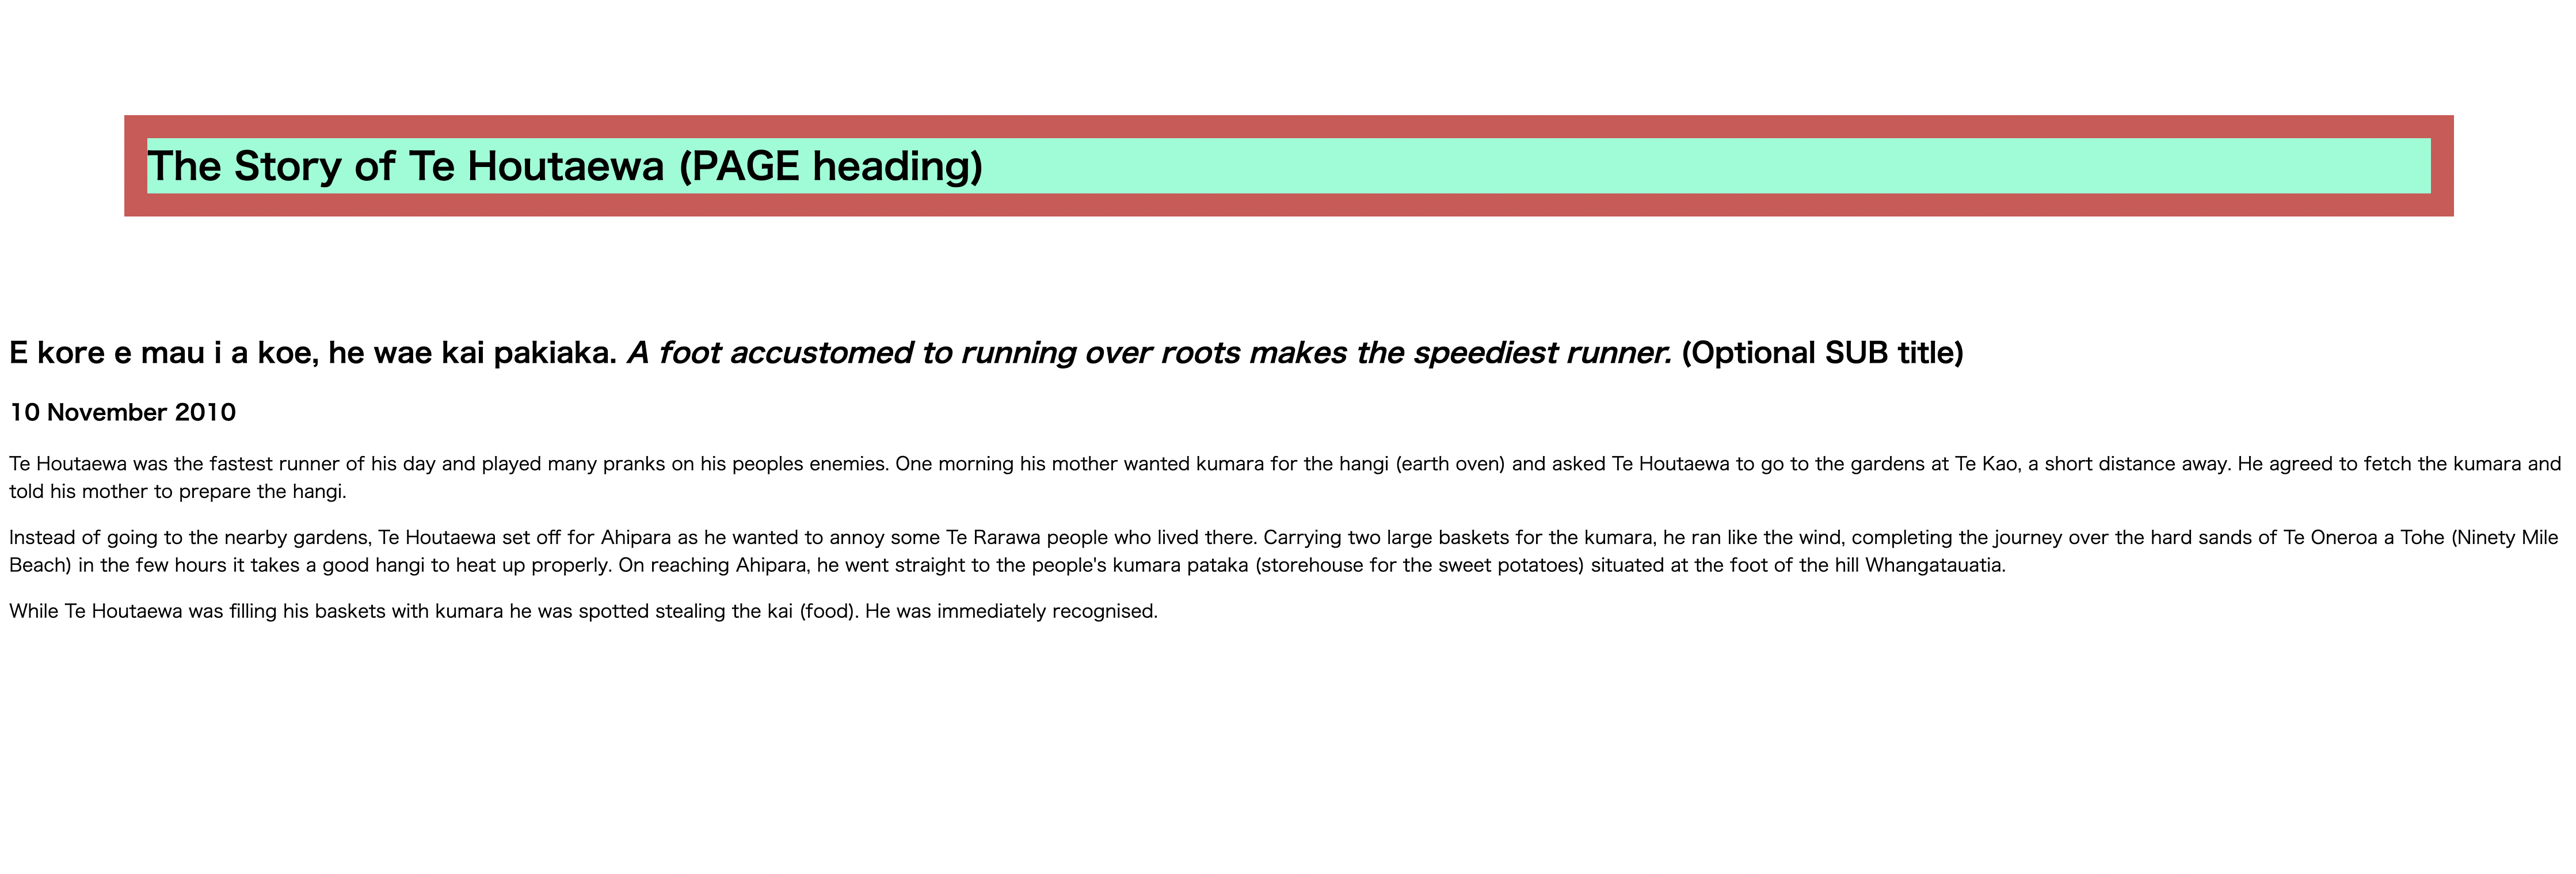 The Story of Te Houtaewa (PAGE heading)
E kore e mau i a koe, he wae kai pakiaka. A foot accustomed to running over roots makes the speediest runner. (Optional SUB title)
10 November 2010
Te Houtaewa was the fastest runner of his day and played many pranks on his peoples enemies. One morning his mother wanted kumara for the hangi (earth oven) and asked Te Houtaewa to go to the gardens at Te Kao, a short distance away. He agreed to fetch the kumara and
told his mother to prepare the hangi.
Instead of going to the nearby gardens, Te Houtaewa set off for Ahipara as he wanted to annoy some Te Rarawa people who lived there. Carrying two large baskets for the kumara, he ran like the wind, completing the journey over the hard sands of Te Oneroa a Tohe (Ninety Mile
Beach) in the few hours it takes a good hangi to heat up properly. On reaching Ahipara, he went straight to the people's kumara pataka (storehouse for the sweet potatoes) situated at the foot of the hill Whangatauatia.
While Te Houtaewa was filling his baskets with kumara he was spotted stealing the kai (food). He was immediately recognised.